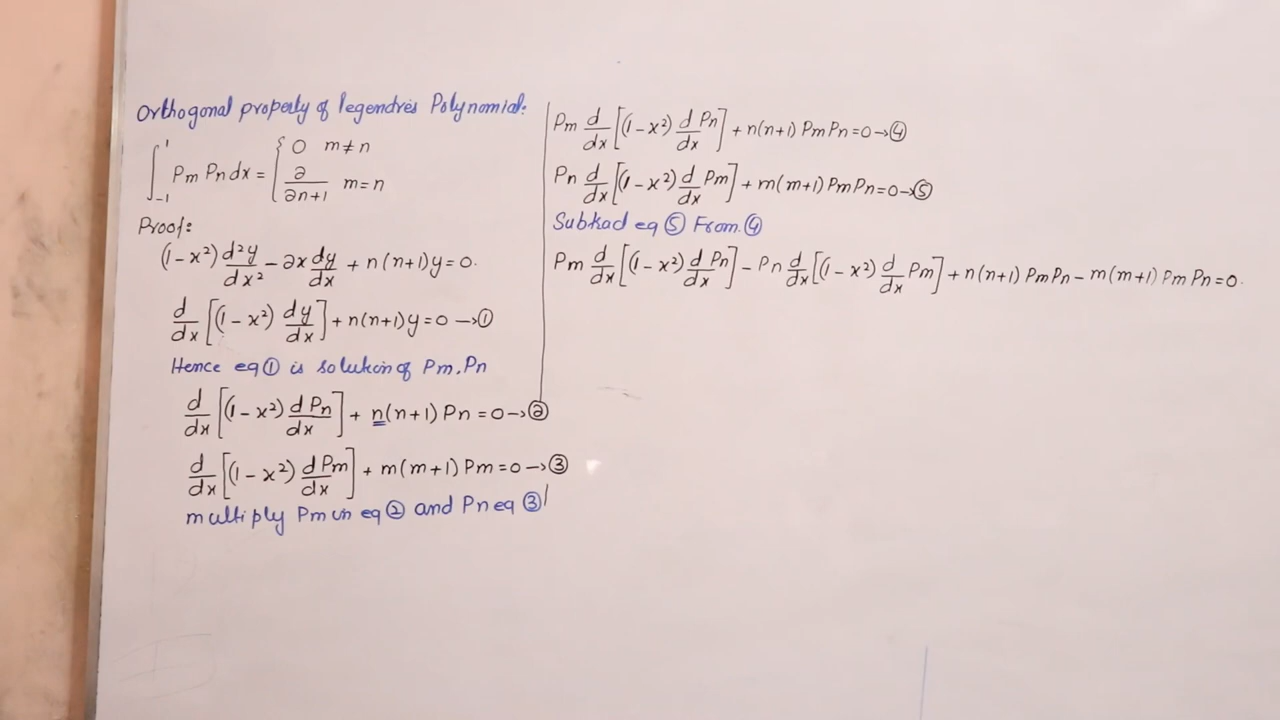 Orthogonal property of legendres Polynomial:
∫₋₁¹ Pm Pn dx = { 0 m≠n
2/2n+1 m=n
Proof:
(1-x²) d²y/dx² - 2x dy/dx + n(n+1)y=0.
d/dx [(1-x²) dy/dx] + n(n+1)y=0 → ①
Hence eq ① is solution of Pm, Pn
d/dx [(1-x²) dPn/dx] + n(n+1) Pn = 0 → ②
d/dx [(1-x²) dPm/dx] + m(m+1) Pm = 0 → ③
multiply Pm in eq ② and Pn eq ③
Pm d/dx [(1-x²) d Pn/dx] + n(n+1) Pm Pn = 0 → ④
Pn d/dx [(1-x²) d/dx Pm] + m(m+1) Pm Pn = 0 → ⑤
Subtract eq ⑤ From ④
Pm d/dx [(1-x²) d Pn/dx] - Pn d/dx [(1-x²) d/dx Pm] + n(n+1) Pm Pn - m(m+1) Pm Pn = 0.